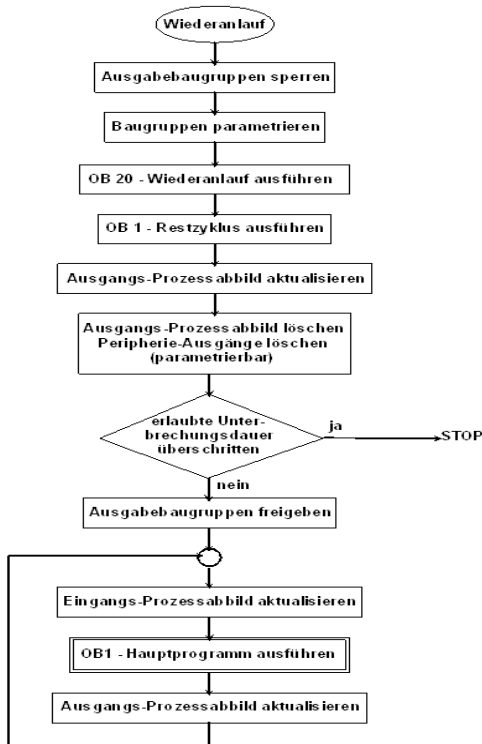 Wiederanlauf
Ausgabebaugruppen sperren
Baugruppen parametrieren
OB 20 - Wiederanlauf ausführen
OB 1 - Restzyklus ausführen
Ausgangs-Prozessabbild aktualisieren
Ausgangs-Prozessabbild löschen
Peripherie-Ausgänge löschen
(parametrierbar)
erlaubte Unter-
brechungsdauer
überschritten
ja
STOP
nein
Ausgabebaugruppen freigeben
Eingangs-Prozessabbild aktualisieren
OB1 - Hauptprogramm ausführen
Ausgangs-Prozessabbild aktualisieren